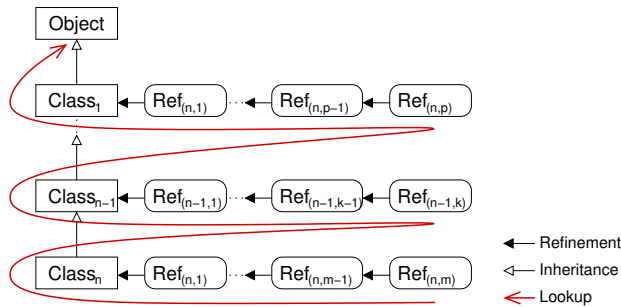 Object
Class₁ Ref₍n,1₎ ... Ref₍n,p−1₎ Ref₍n,p₎
Classₙ₋₁ Ref₍n−1,1₎ ... Ref₍n−1,k−1₎ Ref₍n−1,k₎
Classₙ Ref₍n,1₎ ... Ref₍n,m−1₎ Ref₍n,m₎
Refinement
Inheritance
Lookup